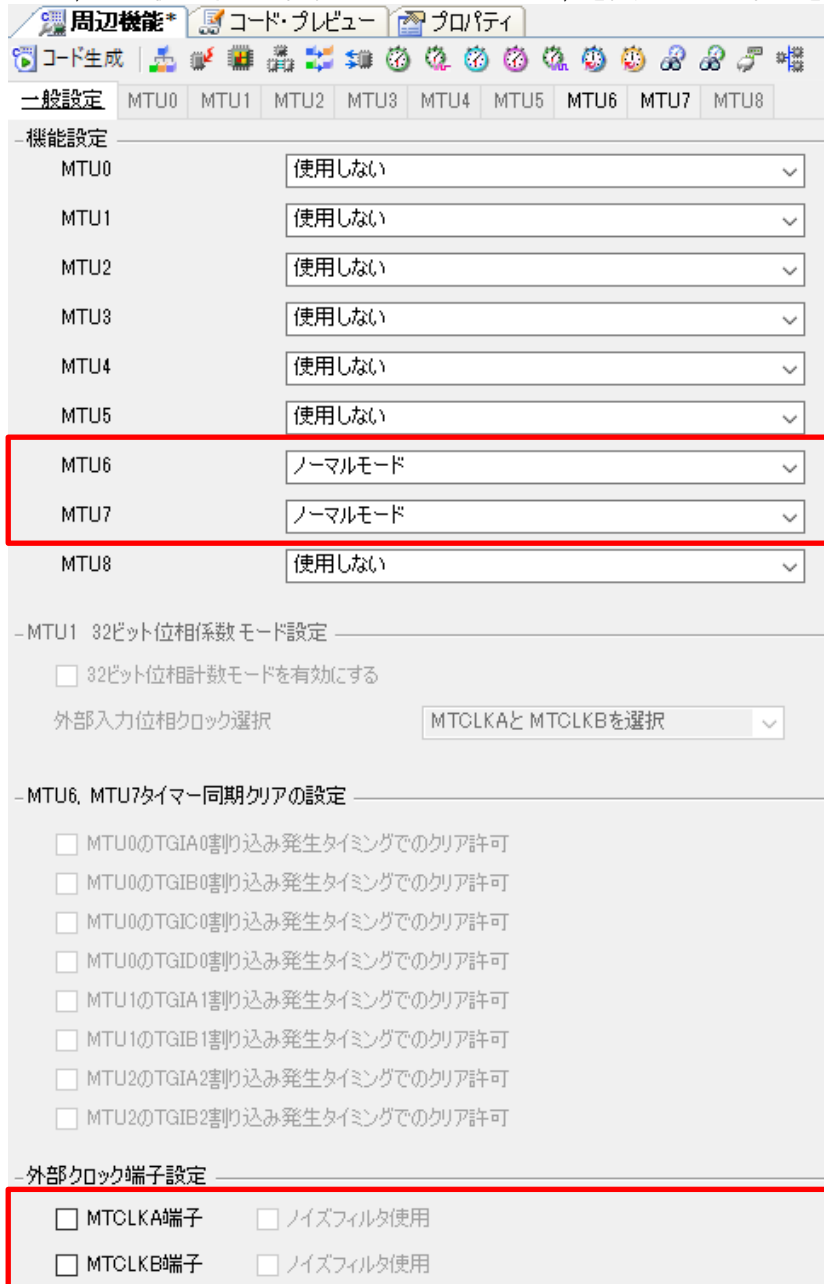 周辺機能* コード・プレビュー プロパティ
コード生成
一般設定 MTU0 MTU1 MTU2 MTU3 MTU4 MTU5 MTU6 MTU7 MTU8
機能設定
MTU0 使用しない
MTU1 使用しない
MTU2 使用しない
MTU3 使用しない
MTU4 使用しない
MTU5 使用しない
MTU6 ノーマルモード
MTU7 ノーマルモード
MTU8 使用しない
MTU1 32ビット位相係数モード設定
32ビット位相計数モードを有効にする
外部入力位相クロック選択 MTCLKAとMTCLKBを選択
MTU6, MTU7タイマー同期クリアの設定
MTU0のTGIA0割り込み発生タイミングでのクリア許可
MTU0のTGIB0割り込み発生タイミングでのクリア許可
MTU0のTGIC0割り込み発生タイミングでのクリア許可
MTU0のTGID0割り込み発生タイミングでのクリア許可
MTU1のTGIA1割り込み発生タイミングでのクリア許可
MTU1のTGIB1割り込み発生タイミングでのクリア許可
MTU2のTGIA2割り込み発生タイミングでのクリア許可
MTU2のTGIB2割り込み発生タイミングでのクリア許可
外部クロック端子設定
MTCLKA端子 ノイズフィルタ使用
MTCLKB端子 ノイズフィルタ使用